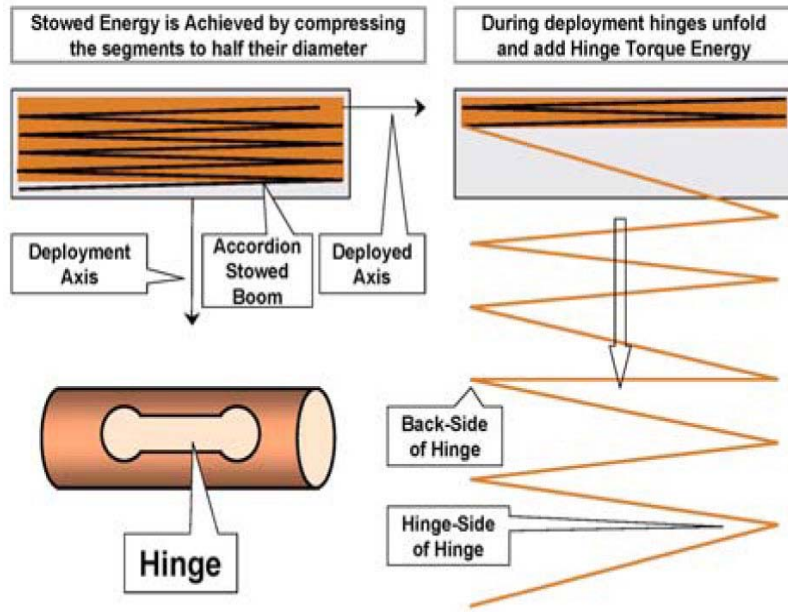 Stowed Energy is Achieved by compressing
the segments to half their diameter
During deployment hinges unfold
and add Hinge Torque Energy
Deployment
Axis
Accordion
Stowed
Boom
Deployed
Axis
Back-Side
of Hinge
Hinge-Side
of Hinge
Hinge